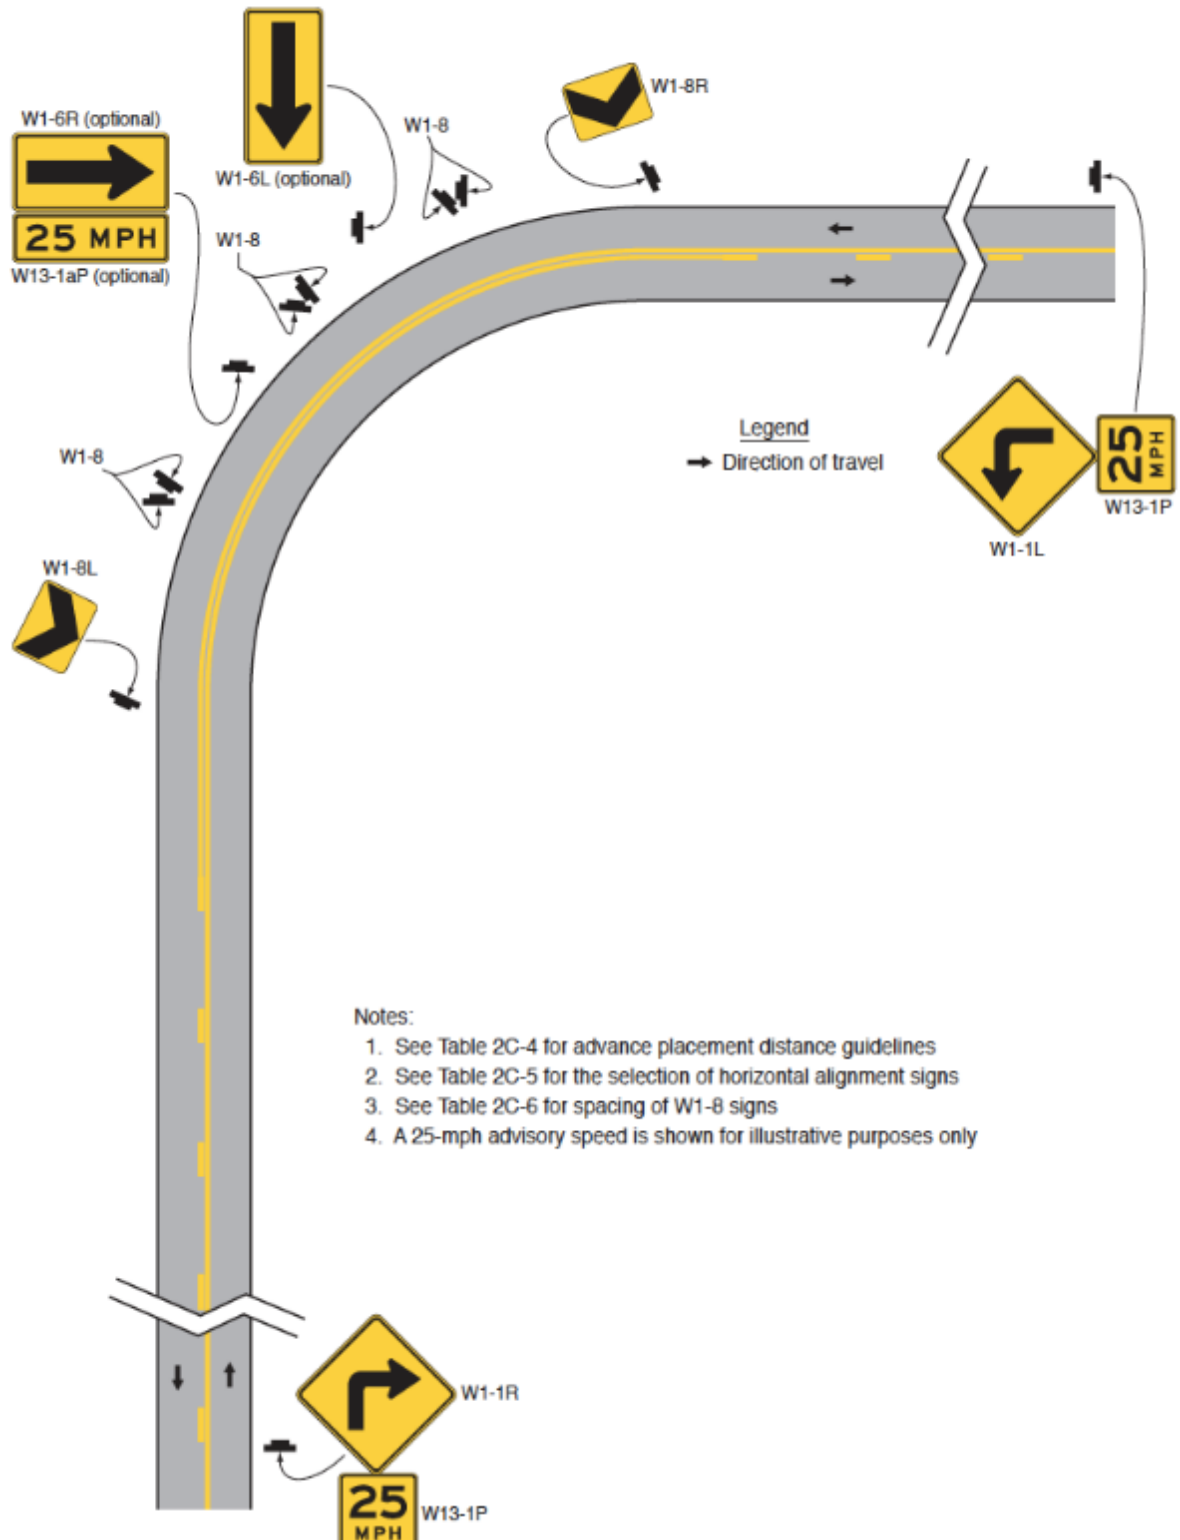 W1-6R (optional)
25 MPH
W13-1aP (optional)
W1-6L (optional)
W1-8
W1-8R
W1-8
W1-8
W1-8L
Legend
Direction of travel
25
MPH
W13-1P
W1-1L
Notes:
1. See Table 2C-4 for advance placement distance guidelines
2. See Table 2C-5 for the selection of horizontal alignment signs
3. See Table 2C-6 for spacing of W1-8 signs
4. A 25-mph advisory speed is shown for illustrative purposes only
W1-1R
25
MPH
W13-1P